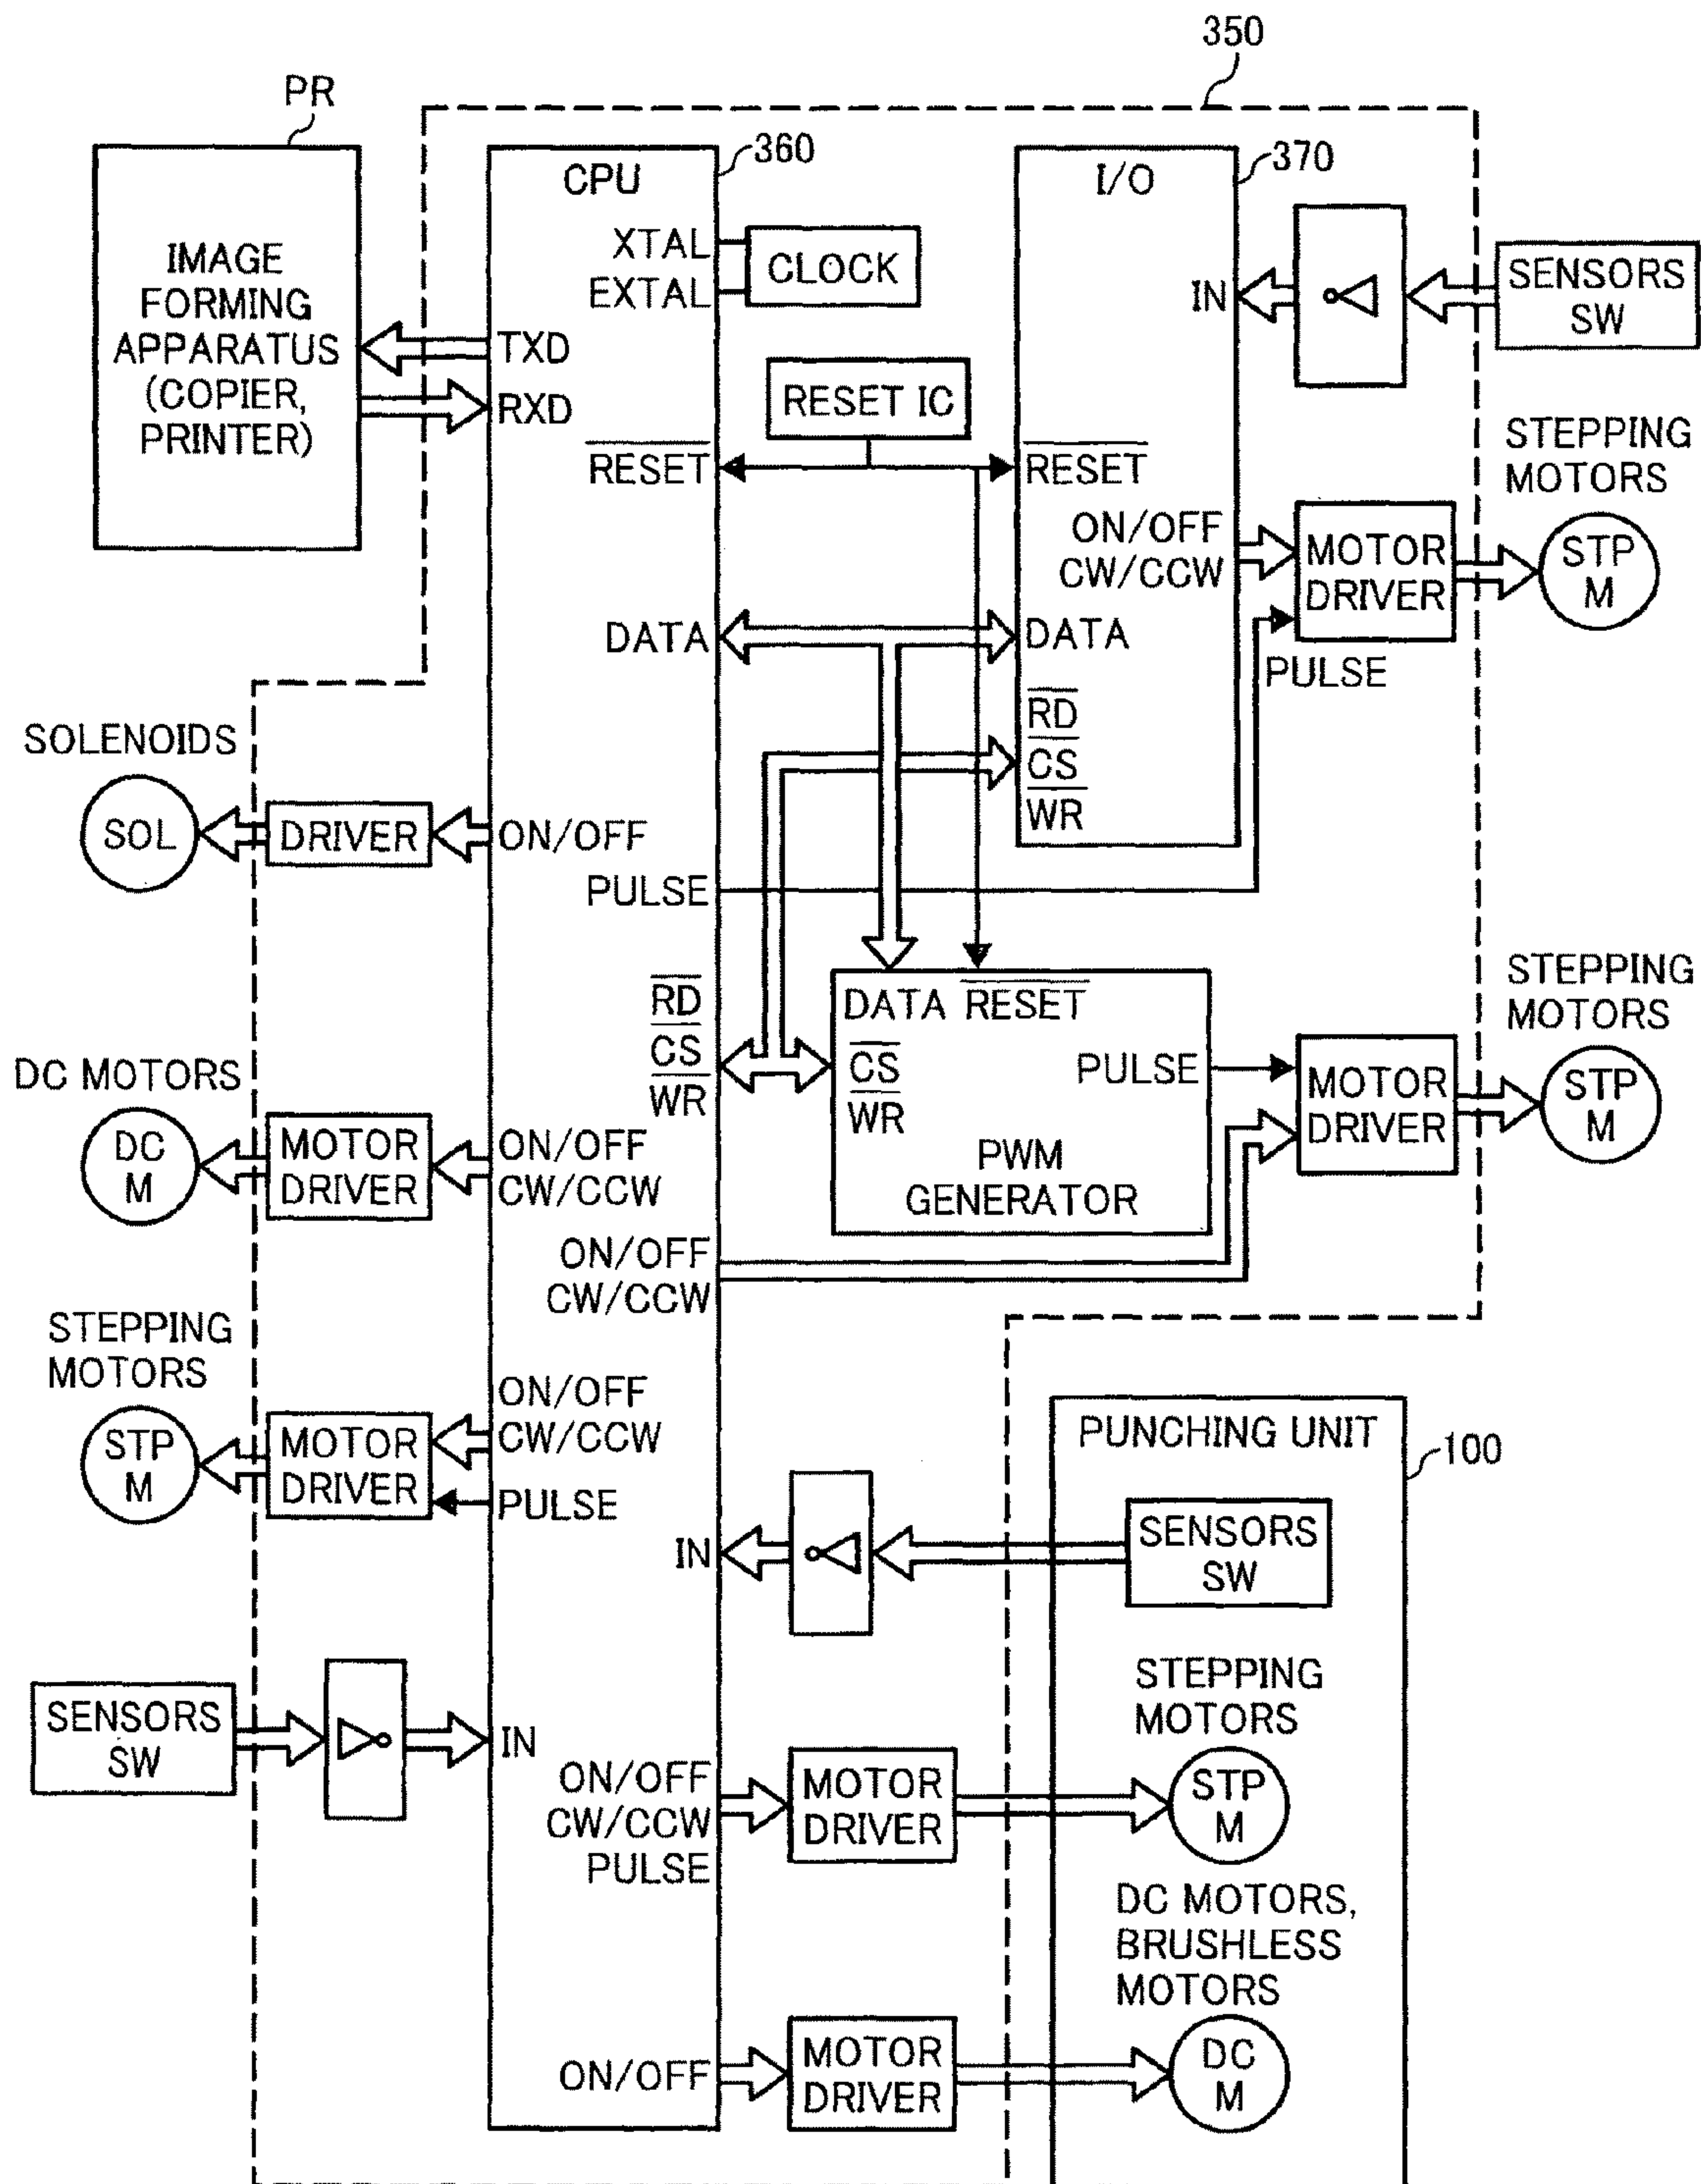 350
PR
360
370
CPU
I/O
IMAGE
FORMING
APPARATUS
(COPIER,
PRINTER)
XTAL
EXTAL
CLOCK
IN
SENSORS
SW
TXD
RXD
RESET IC
RESET
RESET
STEPPING
MOTORS
ON/OFF
CW/CCW
MOTOR
DRIVER
STP
M
DATA
DATA
PULSE
RD
CS
WR
SOLENOIDS
SOL
DRIVER
ON/OFF
PULSE
RD
CS
WR
DATA RESET
CS
WR
PULSE
PWM
GENERATOR
STEPPING
MOTORS
MOTOR
DRIVER
STP
M
DC MOTORS
DC
M
MOTOR
DRIVER
ON/OFF
CW/CCW
ON/OFF
CW/CCW
STEPPING
MOTORS
STP
M
MOTOR
DRIVER
ON/OFF
CW/CCW
PULSE
PUNCHING UNIT
100
IN
SENSORS
SW
SENSORS
SW
IN
STEPPING
MOTORS
ON/OFF
CW/CCW
PULSE
MOTOR
DRIVER
STP
M
DC MOTORS,
BRUSHLESS
MOTORS
ON/OFF
MOTOR
DRIVER
DC
M